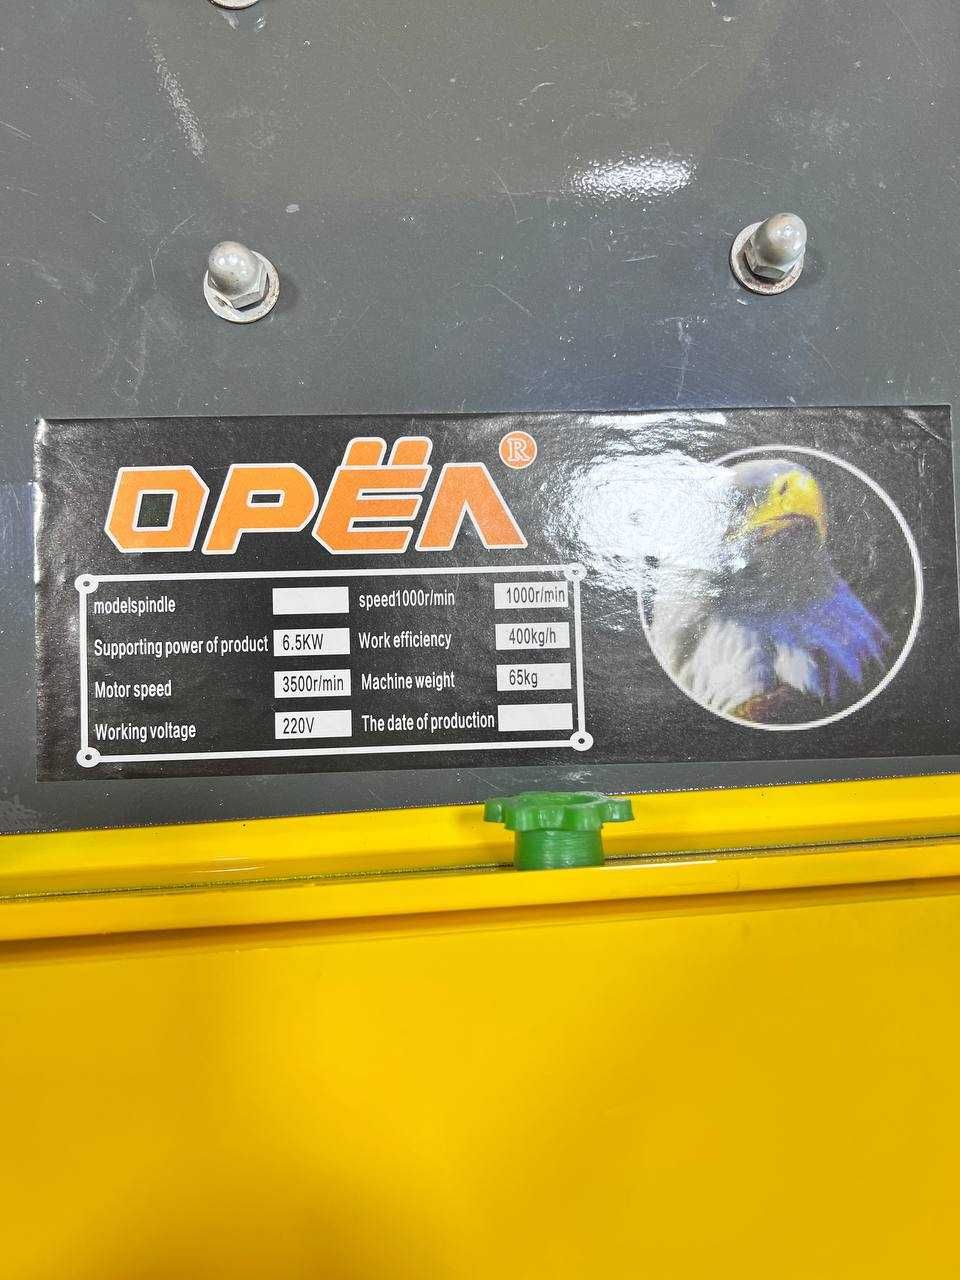 ОРЁЛ ®
modelspindle
speed1000r/min 1000r/min
Supporting power of product 6.5KW
Work efficiency 400kg/h
Motor speed 3500r/min
Machine weight 65kg
Working voltage 220V
The date of production